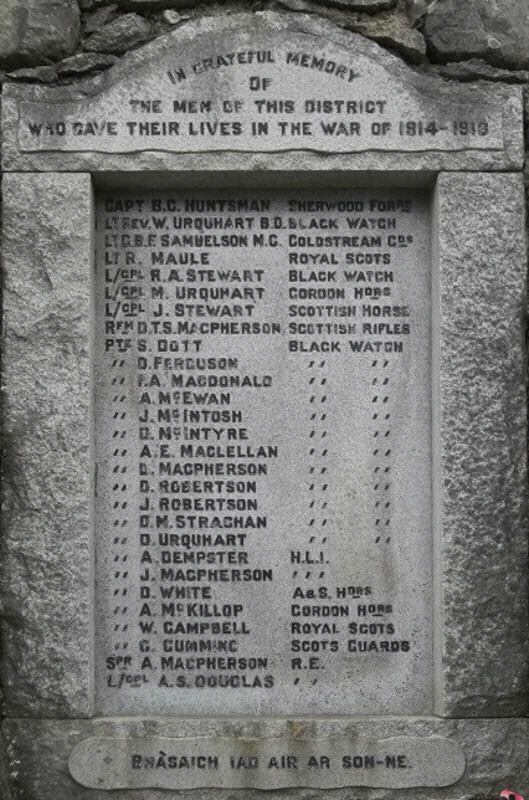 IN GRATEFUL MEMORY
OF
THE MEN OF THIS DISTRICT
WHO GAVE THEIR LIVES IN THE WAR OF 1914-1919
CAPT B.C. HUNTSMAN SHERWOOD FORRS
LT REV. W. URQUHART B.D. BLACK WATCH
LT G.B.F. SAMUELSON M.C. COLDSTREAM GDS
LT R. MAULE ROYAL SCOTS
L/CPL R.A. STEWART BLACK WATCH
L/CPL M. URQUHART GORDON HDRS
L/CPL J. STEWART SCOTTISH HORSE
RFM D.T.S. MACPHERSON SCOTTISH RIFLES
PTE S. DOTT BLACK WATCH
〃 D. FERGUSON 〃 〃
〃 F.A. MACDONALD 〃 〃
〃 A. McEWAN 〃 〃
〃 J. McINTOSH 〃 〃
〃 D. McINTYRE 〃 〃
〃 A.E. MACLELLAN 〃 〃
〃 D. MACPHERSON 〃 〃
〃 D. ROBERTSON 〃 〃
〃 J. ROBERTSON 〃 〃
〃 D.M. STRACHAN 〃 〃
〃 D. URQUHART 〃 〃
〃 A. DEMPSTER H.L.I.
〃 J. MACPHERSON 〃 〃
〃 D. WHITE A&S. HDRS
〃 A. McKILLOP GORDON HDRS
〃 W. CAMPBELL ROYAL SCOTS
〃 G. CUMMING SCOTS GUARDS
SPR A. MACPHERSON R.E.
L/CPL A.S. DOUGLAS 〃 〃
BHÀSAICH IAD AIR AR SON-NE.